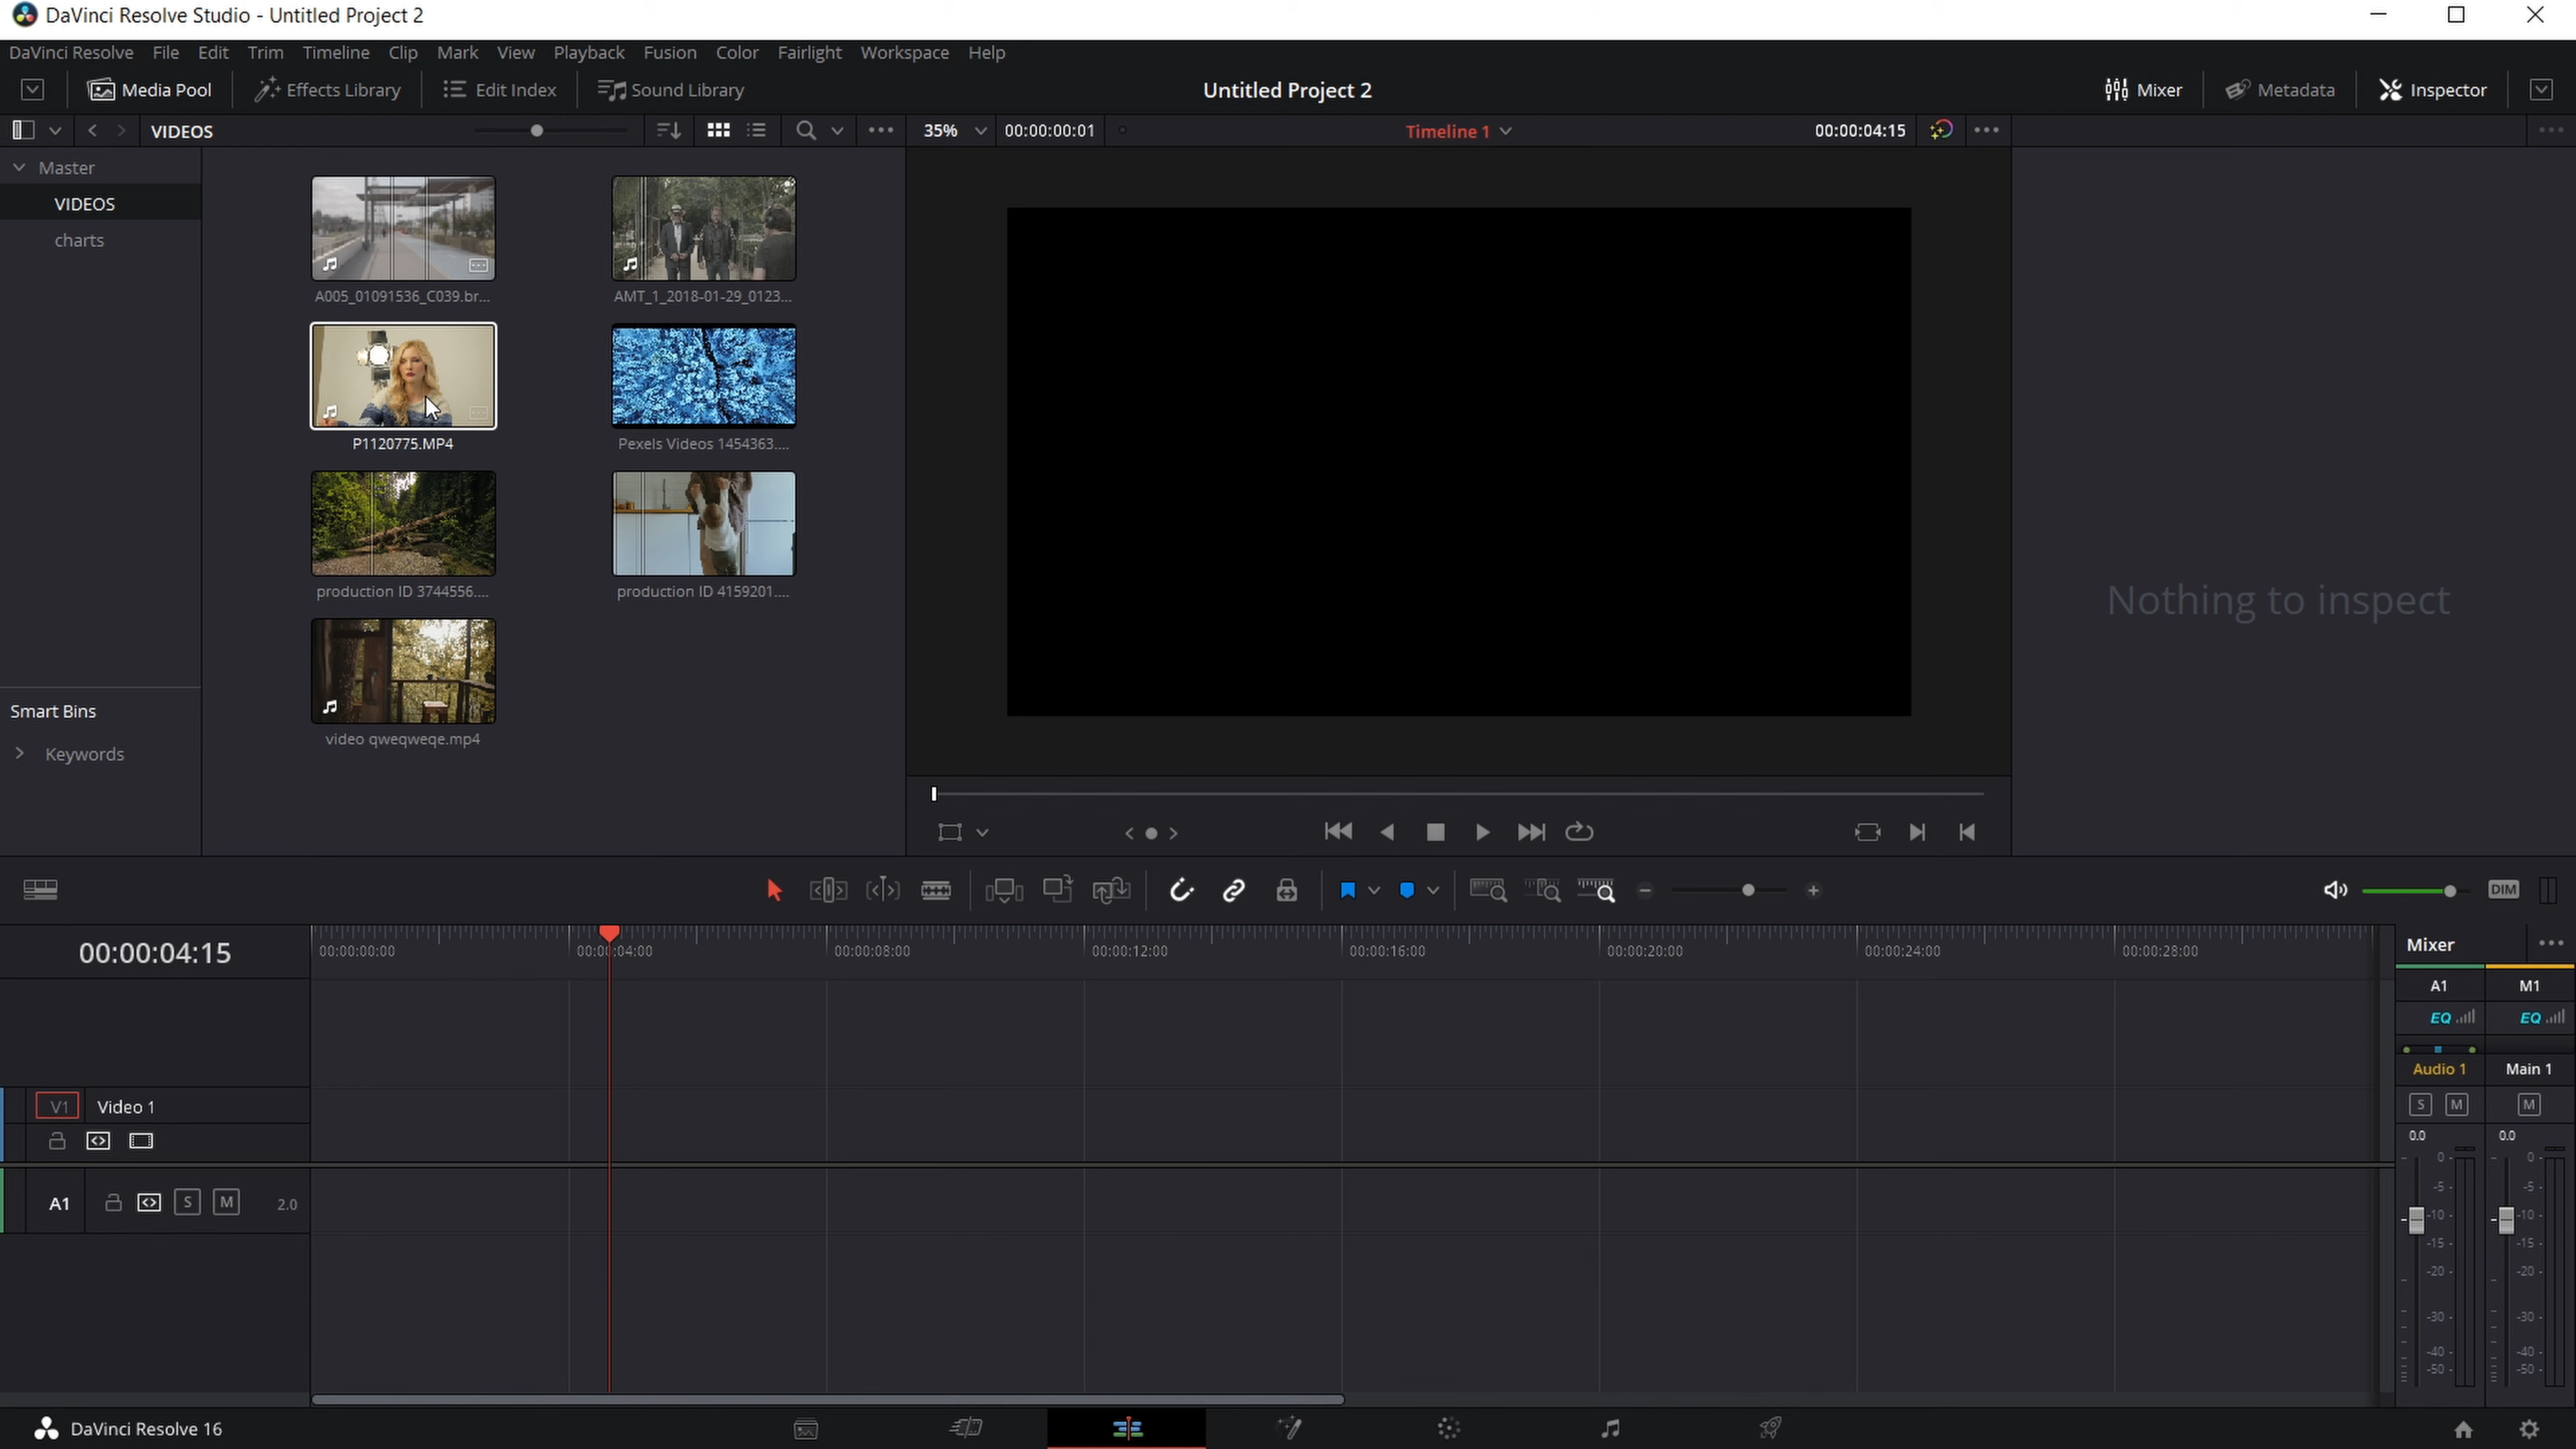 DaVinci Resolve Studio - Untitled Project 2
DaVinci Resolve File Edit Trim Timeline Clip Mark View Playback Fusion Color Fairlight Workspace Help
Media Pool Effects Library Edit Index Sound Library Untitled Project 2 Mixer Metadata Inspector
VIDEOS 35% 00:00:00:01 Timeline 1 00:00:04:15
Master
VIDEOS
charts
A005_01091536_C039.br... AMT_1_2018-01-29_0123...
P1120775.MP4 Pexels Videos 1454363....
production ID 3744556.... production ID 4159201....
video qweqweqe.mp4
Nothing to inspect
Smart Bins
Keywords
DIM
00:00:04:15
00:00:00:00 00:00:04:00 00:00:08:00 00:00:12:00 00:00:16:00 00:00:20:00 00:00:24:00 00:00:28:00
Mixer
A1 M1
EQ EQ
Audio 1 Main 1
S M M
0.0 0.0
0 0
-5 -5
-10 -10
-15 -15
-20 -20
-30 -30
-40 -40
-50 -50
V1 Video 1
A1 S M 2.0
DaVinci Resolve 16